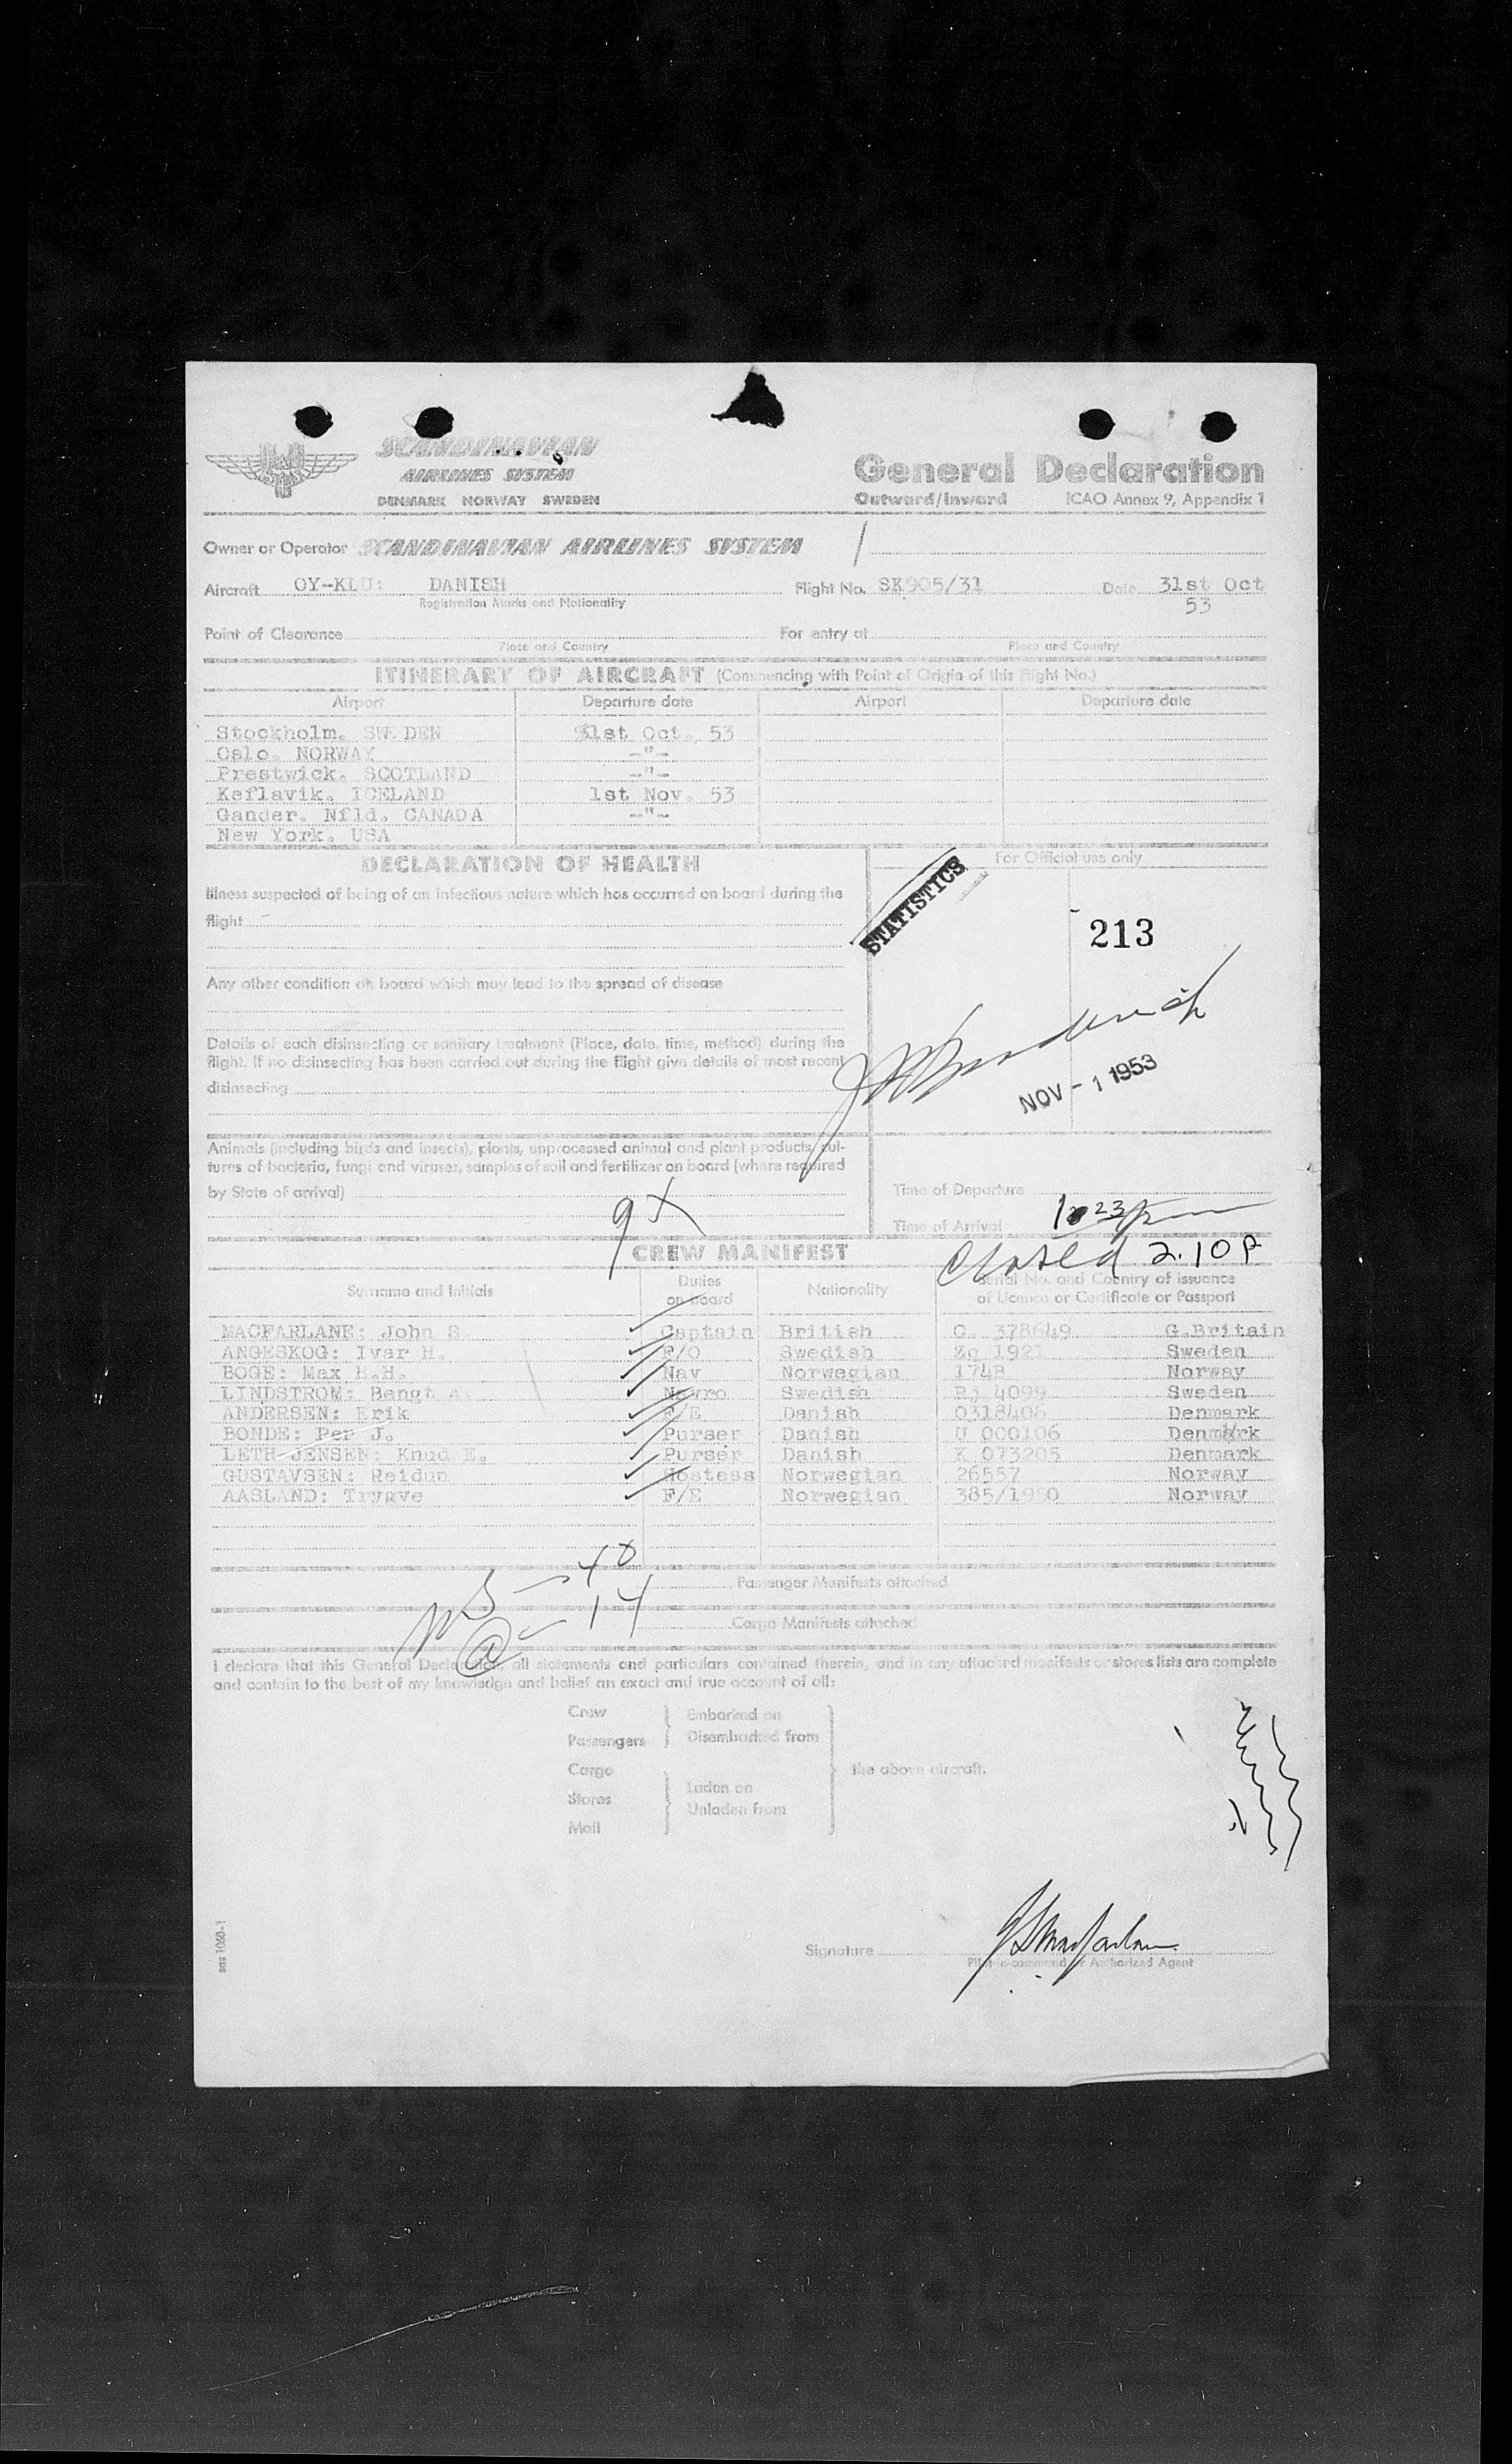 SCANDINAVIAN
AIRLINES SYSTEM
DENMARK NORWAY SWEDEN
General Declaration
Outward/Inward ICAO Annex 9, Appendix 1
Owner or Operator SCANDINAVIAN AIRLINES SYSTEM
Aircraft OY-KLU: DANISH Flight No. SK905/31 Date 31st Oct
Registration Marks and Nationality 53
Point of Clearance For entry at
Place and Country Place and Country
ITINERARY OF AIRCRAFT (Commencing with Point of Origin of this Flight No.)
Airport Departure date Airport Departure date
Stockholm. SWEDEN 31st Oct. 53
Oslo. NORWAY -"-
Prestwick. SCOTLAND -"-
Keflavik. ICELAND 1st Nov. 53
Gander. Nfld. CANADA -"-
New York. USA
DECLARATION OF HEALTH
For Official use only
Illness suspected of being of an infectious nature which has occurred on board during the
flight -
STATISTICS
213
Any other condition on board which may lead to the spread of disease
Details of each disinsecting or sanitary treatment (Place, date, time, method) during the
flight. If no disinsecting has been carried out during the flight give details of most recent
disinsecting
NOV - 1 1953
Animals (including birds and insects), plants, unprocessed animal and plant products, cul-
tures of bacteria, fungi and viruses, samples of soil and fertilizer on board (where required
by State of arrival)
Time of Departure
9 X
Time of Arrival 1 23 pm
CREW MANIFEST
Closed 2.10 P
Surname and Initials Duties on board Nationality Serial No. and Country of issuance
of Licence or Certificate or Passport
MACFARLANE: John S. Captain British C. 378649 G.Britain
ANGESKOG: Ivar H. F/O Swedish Zq 1921 Sweden
BOGE: Max H.H. Nav Norwegian 174B Norway
LINDSTROM: Bengt A. Navro Swedish Rj 4099 Sweden
ANDERSEN: Erik F/E Danish 0318406 Denmark
BONDE: Per J. Purser Danish U 000106 Denmark
LETH-JENSEN: Knud E. Purser Danish K 073205 Denmark
GUSTAVSEN: Reidun Hostess Norwegian 26557 Norway
AASLAND: Trygve F/E Norwegian 385/1950 Norway
Passenger Manifests attached
14
Cargo Manifests attached
I declare that this General Declaration, all statements and particulars contained therein, and in any attached manifests or stores lists are complete
and contain to the best of my knowledge and belief an exact and true account of all:
Crew Embarked on
Passengers Disembarked from
Cargo the above aircraft.
Stores Laden on
Unladen from
Mail
Signature JSMacfarlane
Pilot-in-command or Authorized Agent